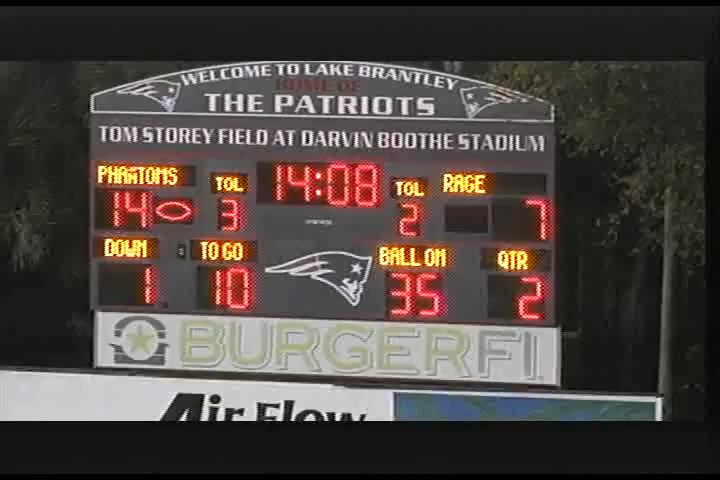 WELCOME TO LAKE BRANTLEY
HOME OF
THE PATRIOTS
TOM STOREY FIELD AT DARVIN BOOTHE STADIUM
PHANTOMS TOL 14:08 TOL RAGE
14 3 2 7
DOWN TO GO BALL ON QTR
1 10 35 2
BURGERFI
Air Flow